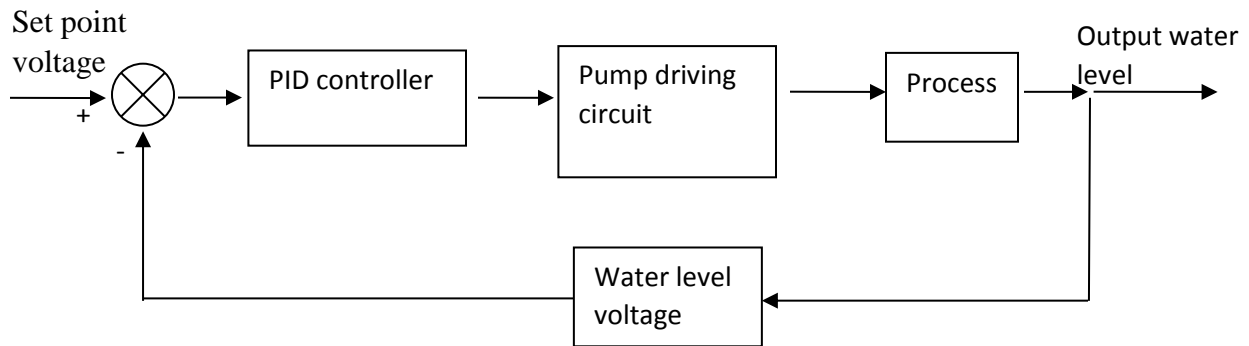 Set point
voltage
+
-
PID controller
Pump driving
circuit
Process
Output water
level
Water level
voltage